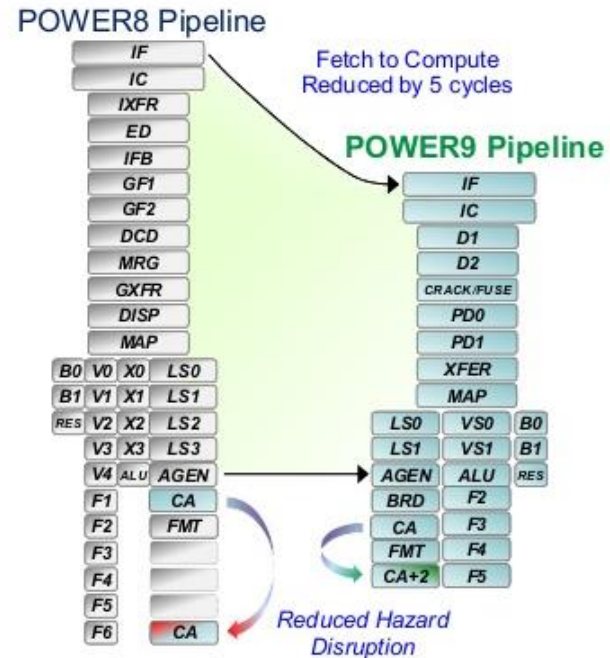 POWER8 Pipeline
IF
IC
IXFR
ED
IFB
GF1
GF2
DCD
MRG
GXFR
DISP
MAP
B0 V0 X0 LS0
B1 V1 X1 LS1
RES V2 X2 LS2
V3 X3 LS3
V4 ALU AGEN
F1 CA
F2 FMT
F3
F4
F5
F6 CA
Fetch to Compute
Reduced by 5 cycles
POWER9 Pipeline
IF
IC
D1
D2
CRACK/FUSE
PD0
PD1
XFER
MAP
LS0 VS0 B0
LS1 VS1 B1
AGEN ALU RES
BRD F2
CA F3
FMT F4
CA+2 F5
Reduced Hazard
Disruption